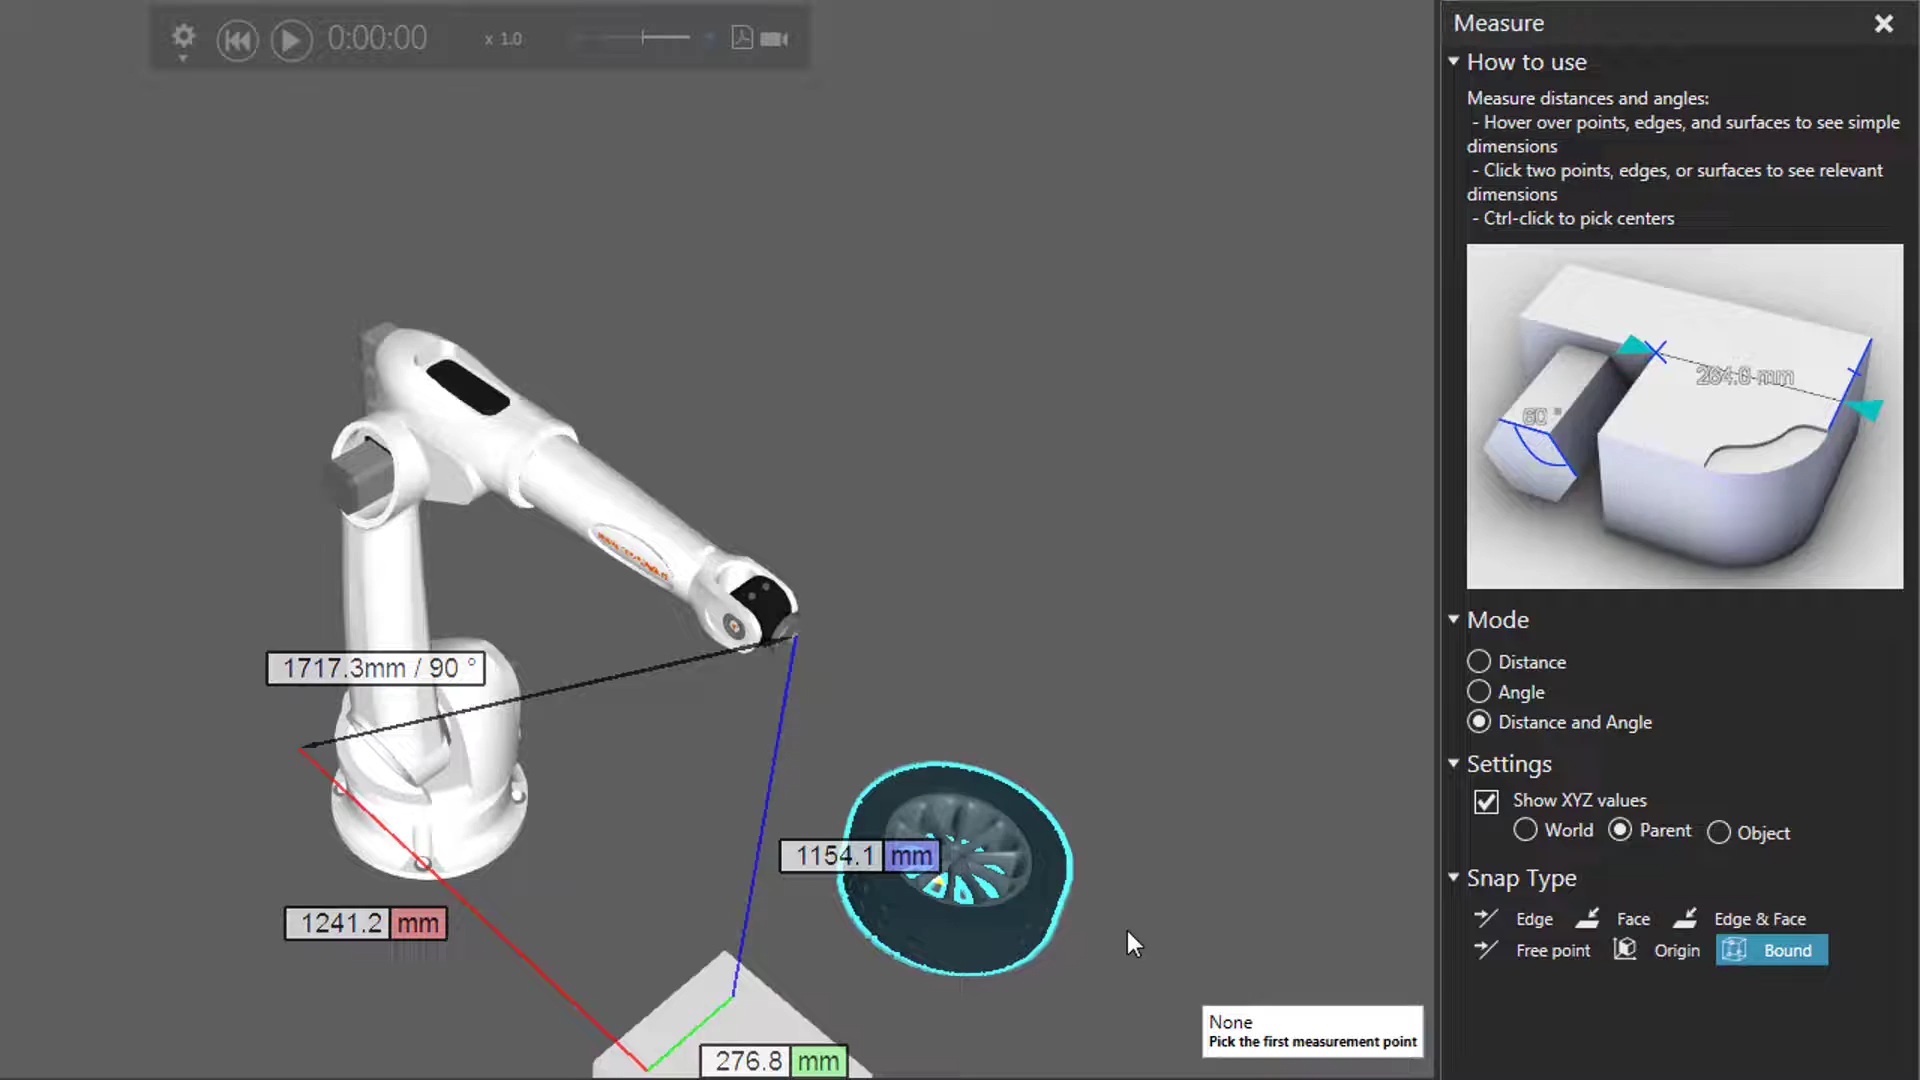 0:00:00
x 1.0
Measure
How to use
Measure distances and angles:
- Hover over points, edges, and surfaces to see simple
dimensions
- Click two points, edges, or surfaces to see relevant
dimensions
- Ctrl-click to pick centers
264.6 mm
60 °
Mode
Distance
Angle
Distance and Angle
Settings
Show XYZ values
World
Parent
Object
Snap Type
Edge
Face
Edge & Face
Free point
Origin
Bound
1717.3mm / 90 °
1154.1 mm
1241.2 mm
276.8 mm
None
Pick the first measurement point